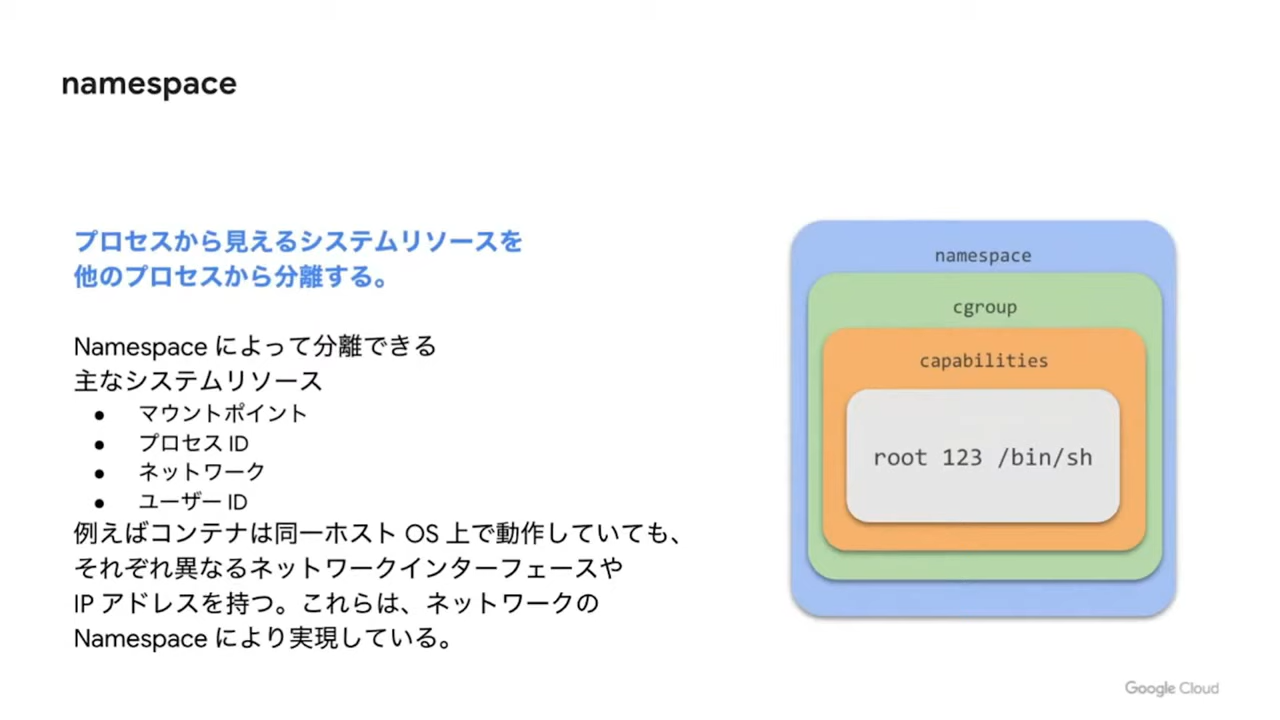 namespace
プロセスから見えるシステムリソースを
他のプロセスから分離する。
Namespace によって分離できる
主なシステムリソース
● マウントポイント
● プロセス ID
● ネットワーク
● ユーザー ID
例えばコンテナは同一ホスト OS 上で動作していても、
それぞれ異なるネットワークインターフェースや
IP アドレスを持つ。これらは、ネットワークの
Namespace により実現している。
namespace
cgroup
capabilities
root 123 /bin/sh
Google Cloud